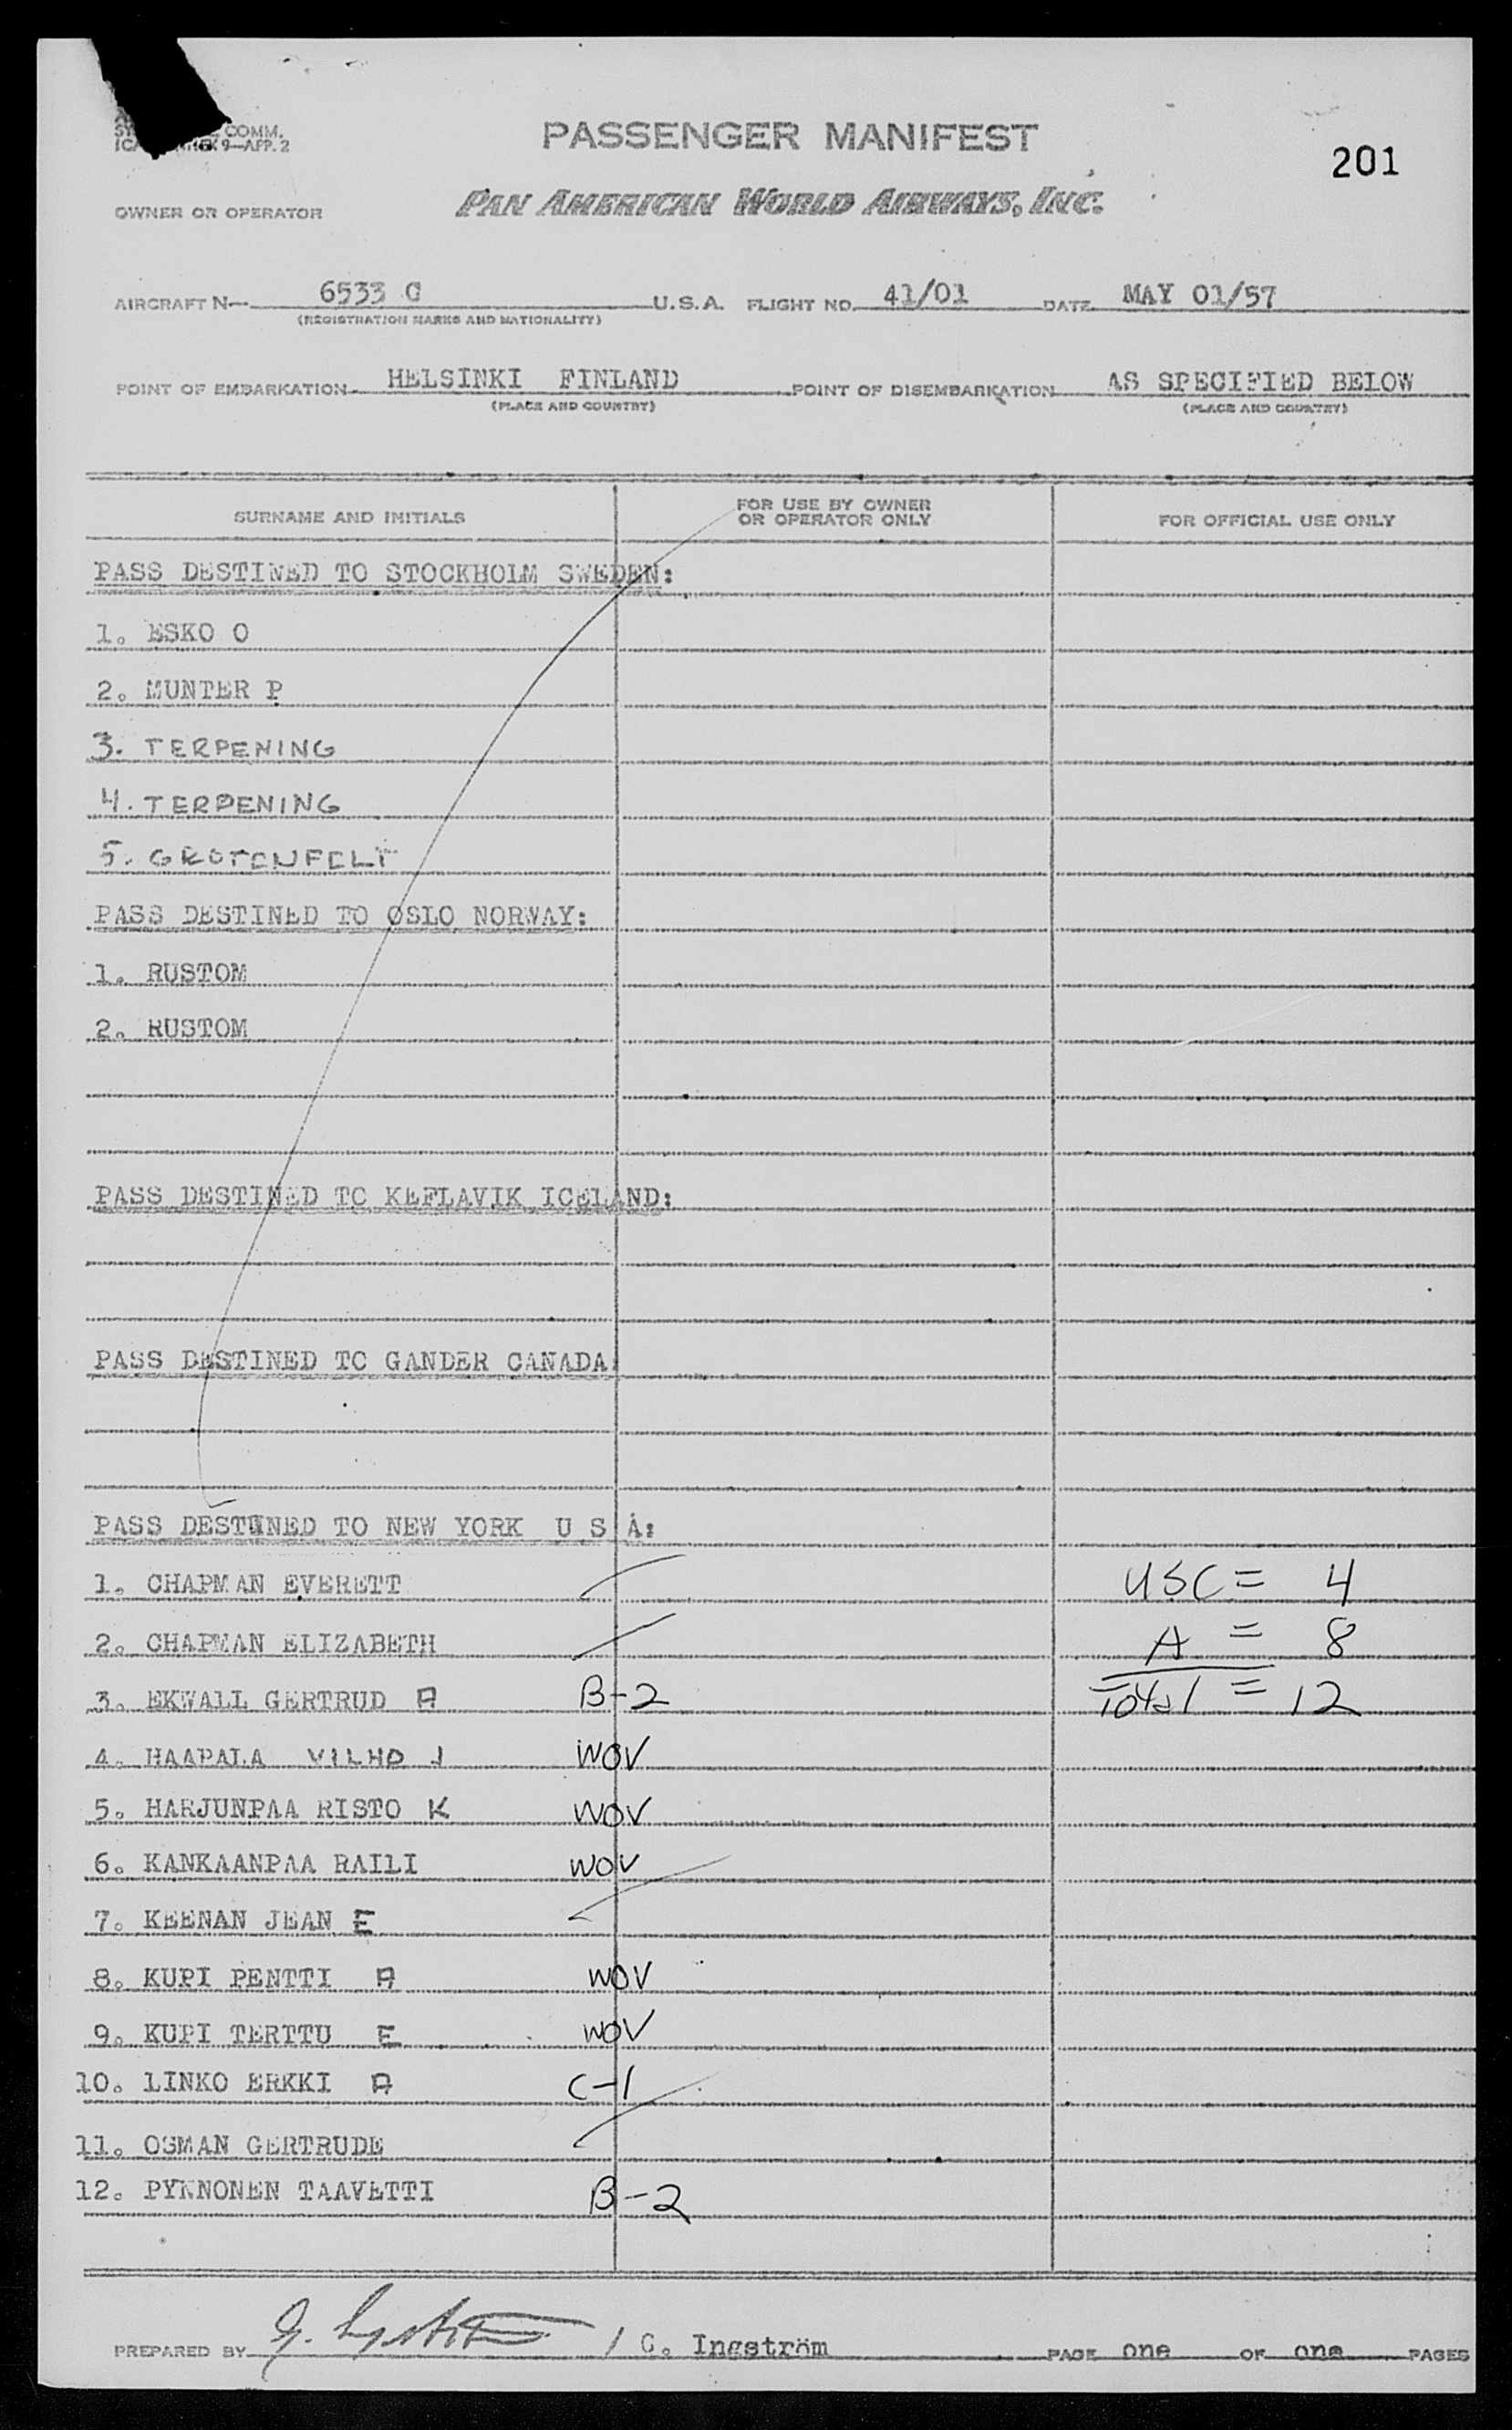 COMM.
9—APP. 2
PASSENGER MANIFEST
201
OWNER OR OPERATOR
PAN AMERICAN WORLD AIRWAYS, INC.
AIRCRAFT N— 6533 C U.S.A. FLIGHT NO. 41/01 DATE MAY 01/57
(REGISTRATION MARKS AND NATIONALITY)
POINT OF EMBARKATION HELSINKI FINLAND POINT OF DISEMBARKATION AS SPECIFIED BELOW
(PLACE AND COUNTRY) (PLACE AND COUNTRY)
SURNAME AND INITIALS FOR USE BY OWNER OR OPERATOR ONLY FOR OFFICIAL USE ONLY
PASS DESTINED TO STOCKHOLM SWEDEN:
1. ESKO O
2. MUNTER P
3. TERPENING
4. TERPENING
5. GROTENFELT
PASS DESTINED TO OSLO NORWAY:
1. RUSTOM
2. RUSTOM
PASS DESTINED TO KEFLAVIK ICELAND:
PASS DESTINED TO GANDER CANADA:
PASS DESTINED TO NEW YORK U S A:
1. CHAPMAN EVERETT USC = 4
2. CHAPMAN ELIZABETH A = 8
3. EKWALL GERTRUD A B-2 Total = 12
4. HAAPALA VILHO J WOV
5. HARJUNPAA RISTO K WOV
6. KANKAANPAA RAILI WOV
7. KEENAN JEAN E
8. KUPI PENTTI A WOV
9. KUPI TERTTU E WOV
10. LINKO ERKKI A C-1
11. OSMAN GERTRUDE
12. PYNNONEN TAAVETTI B-2
PREPARED BY / G. Ingström PAGE one OF one PAGES